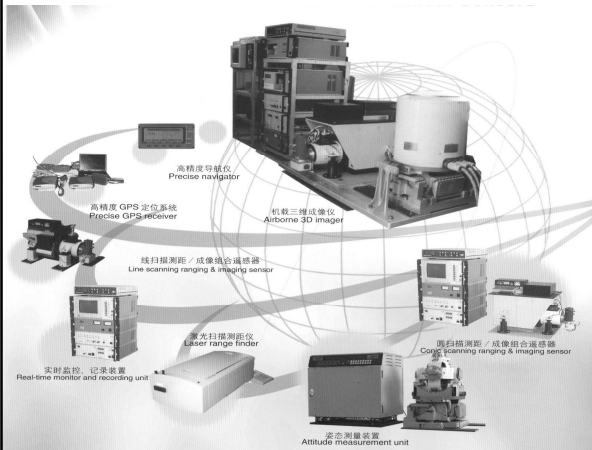 高精度导航仪
Precise navigator
机载三维成像仪
Airborne 3D imager
高精度 GPS 定位系统
Precise GPS receiver
线扫描测距／成像组合遥感器
Line scanning ranging & imaging sensor
激光扫描测距仪
Laser range finder
圆扫描测距／成像组合遥感器
Conic scanning ranging & imaging sensor
实时监控、记录装置
Real-time monitor and recording unit
姿态测量装置
Attitude measurement unit